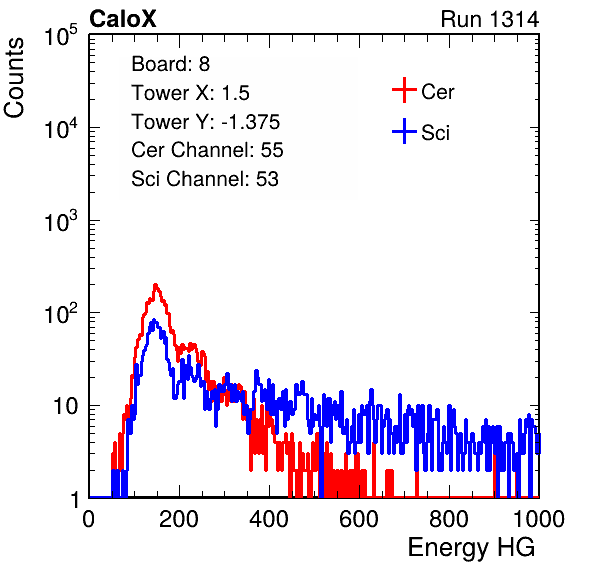 CaloX Run 1314
Counts
10^5
10^4
10^3
10^2
10
1
Board: 8
Tower X: 1.5
Tower Y: -1.375
Cer Channel: 55
Sci Channel: 53
Cer
Sci
0 200 400 600 800 1000
Energy HG